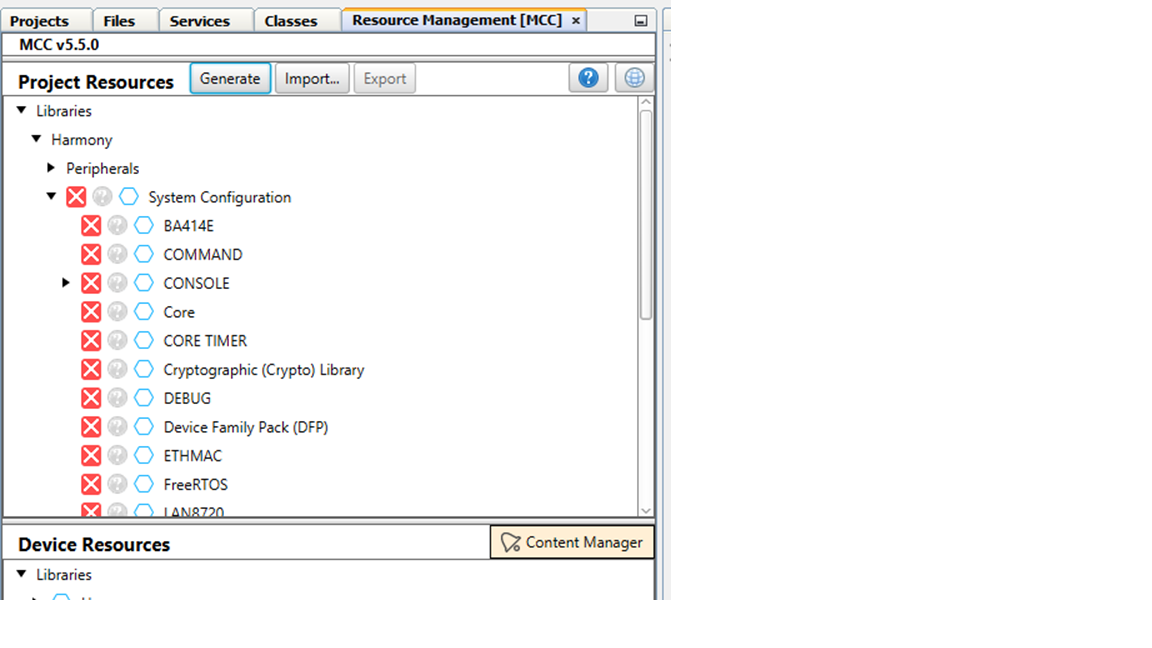 Projects Files Services Classes Resource Management [MCC] ×
MCC v5.5.0
Project Resources Generate Import... Export ?
Libraries
Harmony
Peripherals
System Configuration
BA414E
COMMAND
CONSOLE
Core
CORE TIMER
Cryptographic (Crypto) Library
DEBUG
Device Family Pack (DFP)
ETHMAC
FreeRTOS
LAN8720
Device Resources Content Manager
Libraries